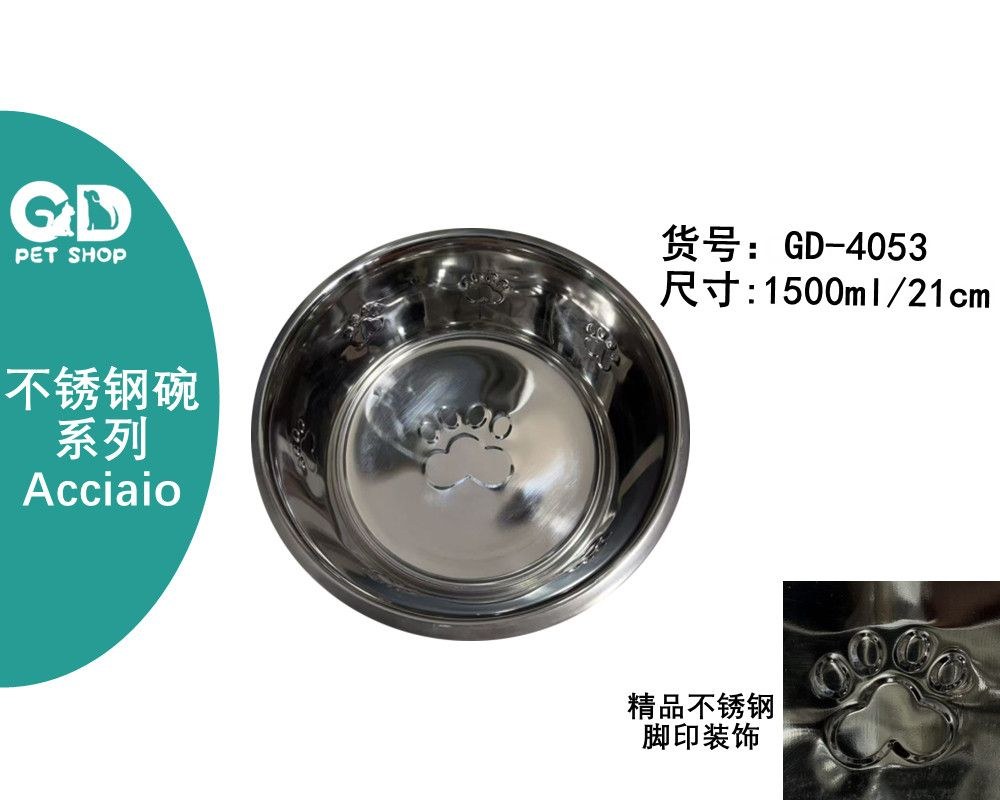 GD
PET SHOP
不锈钢碗
系列
Acciaio
货号：GD-4053
尺寸:1500ml/21cm
精品不锈钢
脚印装饰